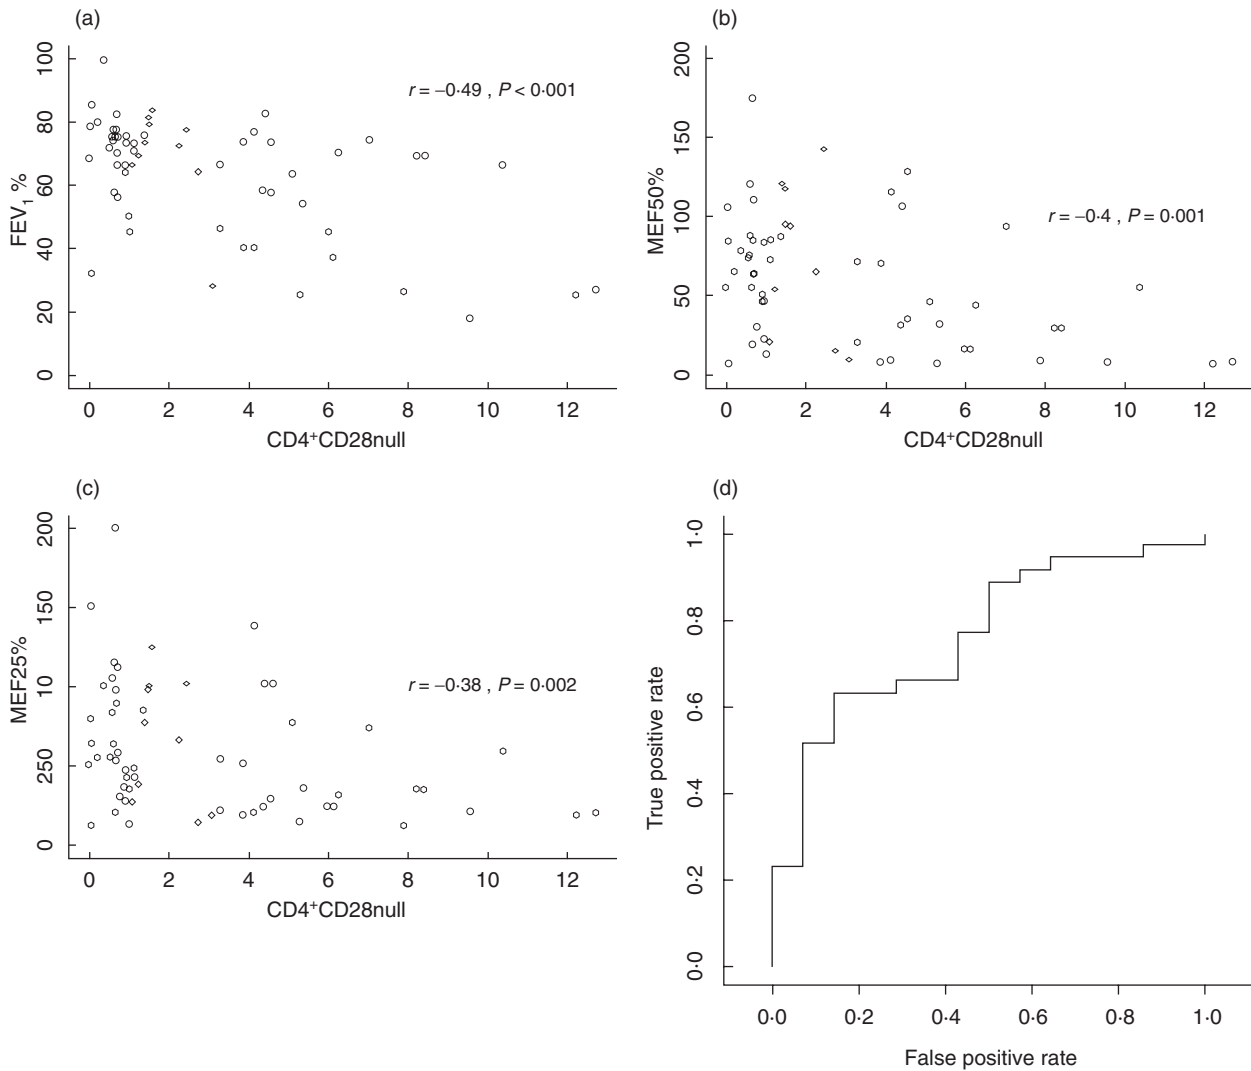 (a)
FEV1 %
100
80
60
40
20
0
r = −0·49 , P < 0·001
0 2 4 6 8 10 12
CD4+CD28null
(b)
MEF50%
200
150
100
50
0
r = −0·4 , P = 0·001
0 2 4 6 8 10 12
CD4+CD28null
(c)
MEF25%
200
150
10
250
0
r = −0·38 , P = 0·002
0 2 4 6 8 10 12
CD4+CD28null
(d)
True positive rate
1·0
0·8
0·6
0·4
0·2
0·0
0·0 0·2 0·4 0·6 0·8 1·0
False positive rate